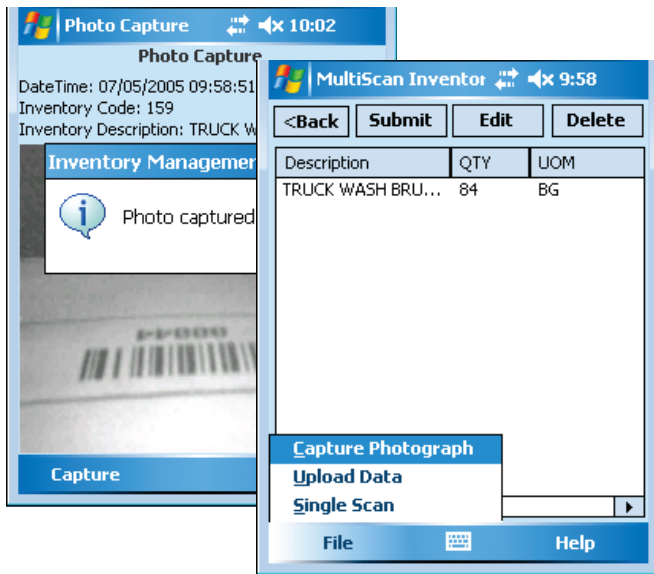 Photo Capture 10:02
Photo Capture
DateTime: 07/05/2005 09:58:51
Inventory Code: 159
Inventory Description: TRUCK W
Inventory Managemen
Photo captured
00044
Capture
MultiScan Inventor 9:58
<Back Submit Edit Delete
Description QTY UOM
TRUCK WASH BRU... 84 BG
Capture Photograph
Upload Data
Single Scan
File Help